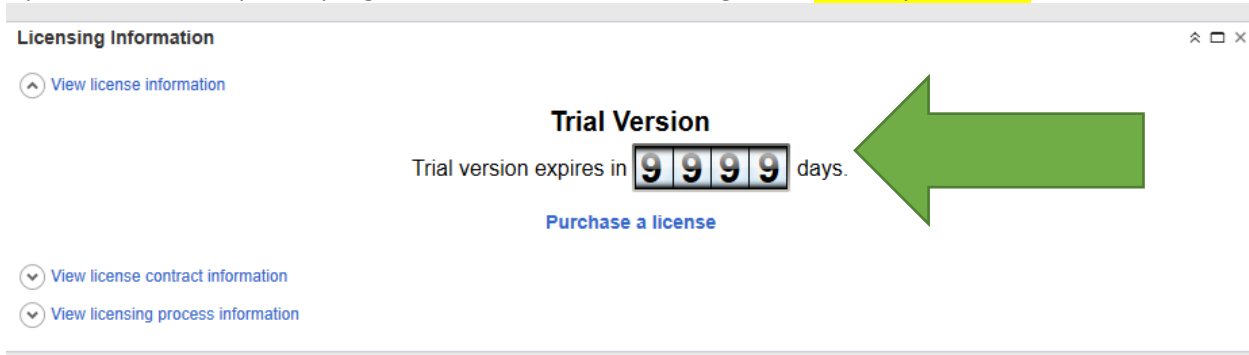 Licensing Information
View license information
Trial Version
Trial version expires in 9999 days.
Purchase a license
View license contract information
View licensing process information